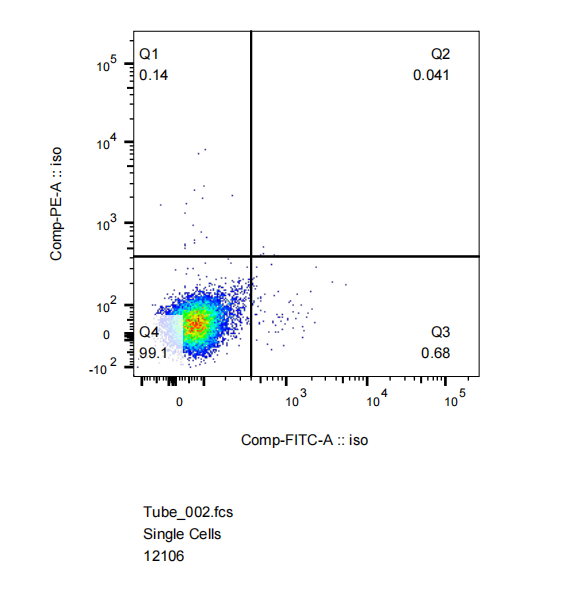 Q1
0.14
Q2
0.041
10^5
10^4
10^3
10^2
0
-10^2
Comp-PE-A :: iso
Q4
99.1
Q3
0.68
0
10^3
10^4
10^5
Comp-FITC-A :: iso
Tube_002.fcs
Single Cells
12106